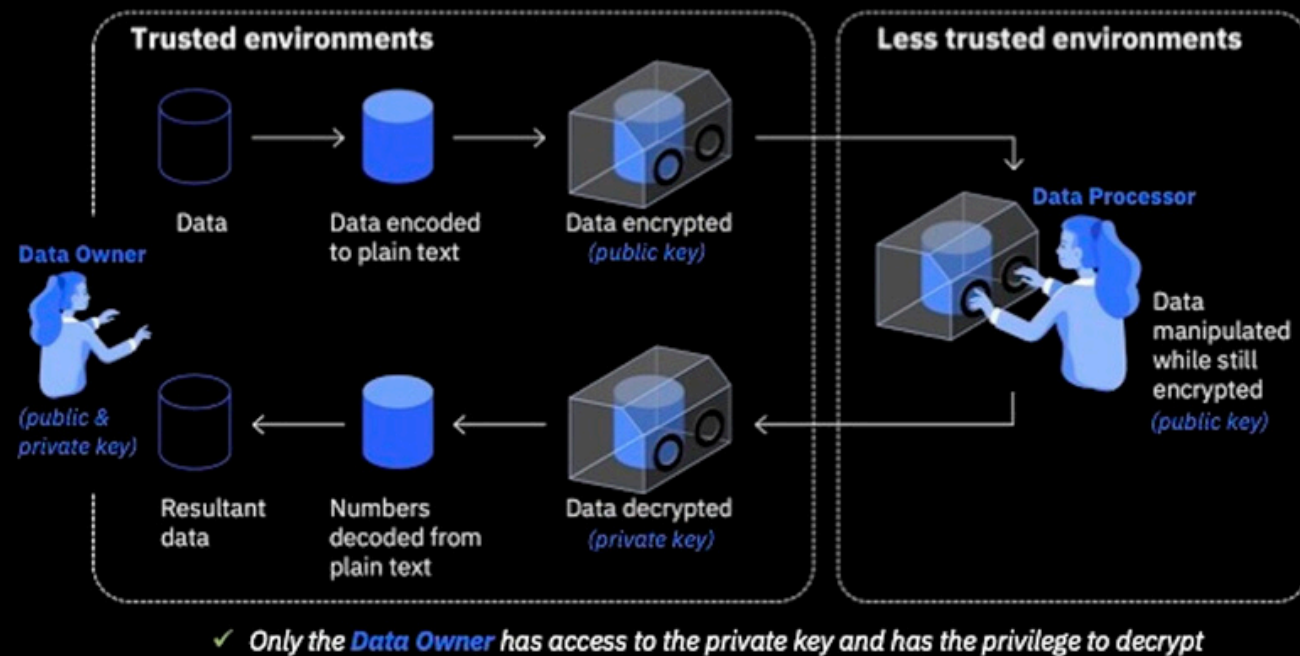 Trusted environments
Less trusted environments
Data
Data encoded
to plain text
Data encrypted
(public key)
Data Processor
Data
manipulated
while still
encrypted
(public key)
Data Owner
(public &
private key)
Resultant
data
Numbers
decoded from
plain text
Data decrypted
(private key)
✓ Only the Data Owner has access to the private key and has the privilege to decrypt